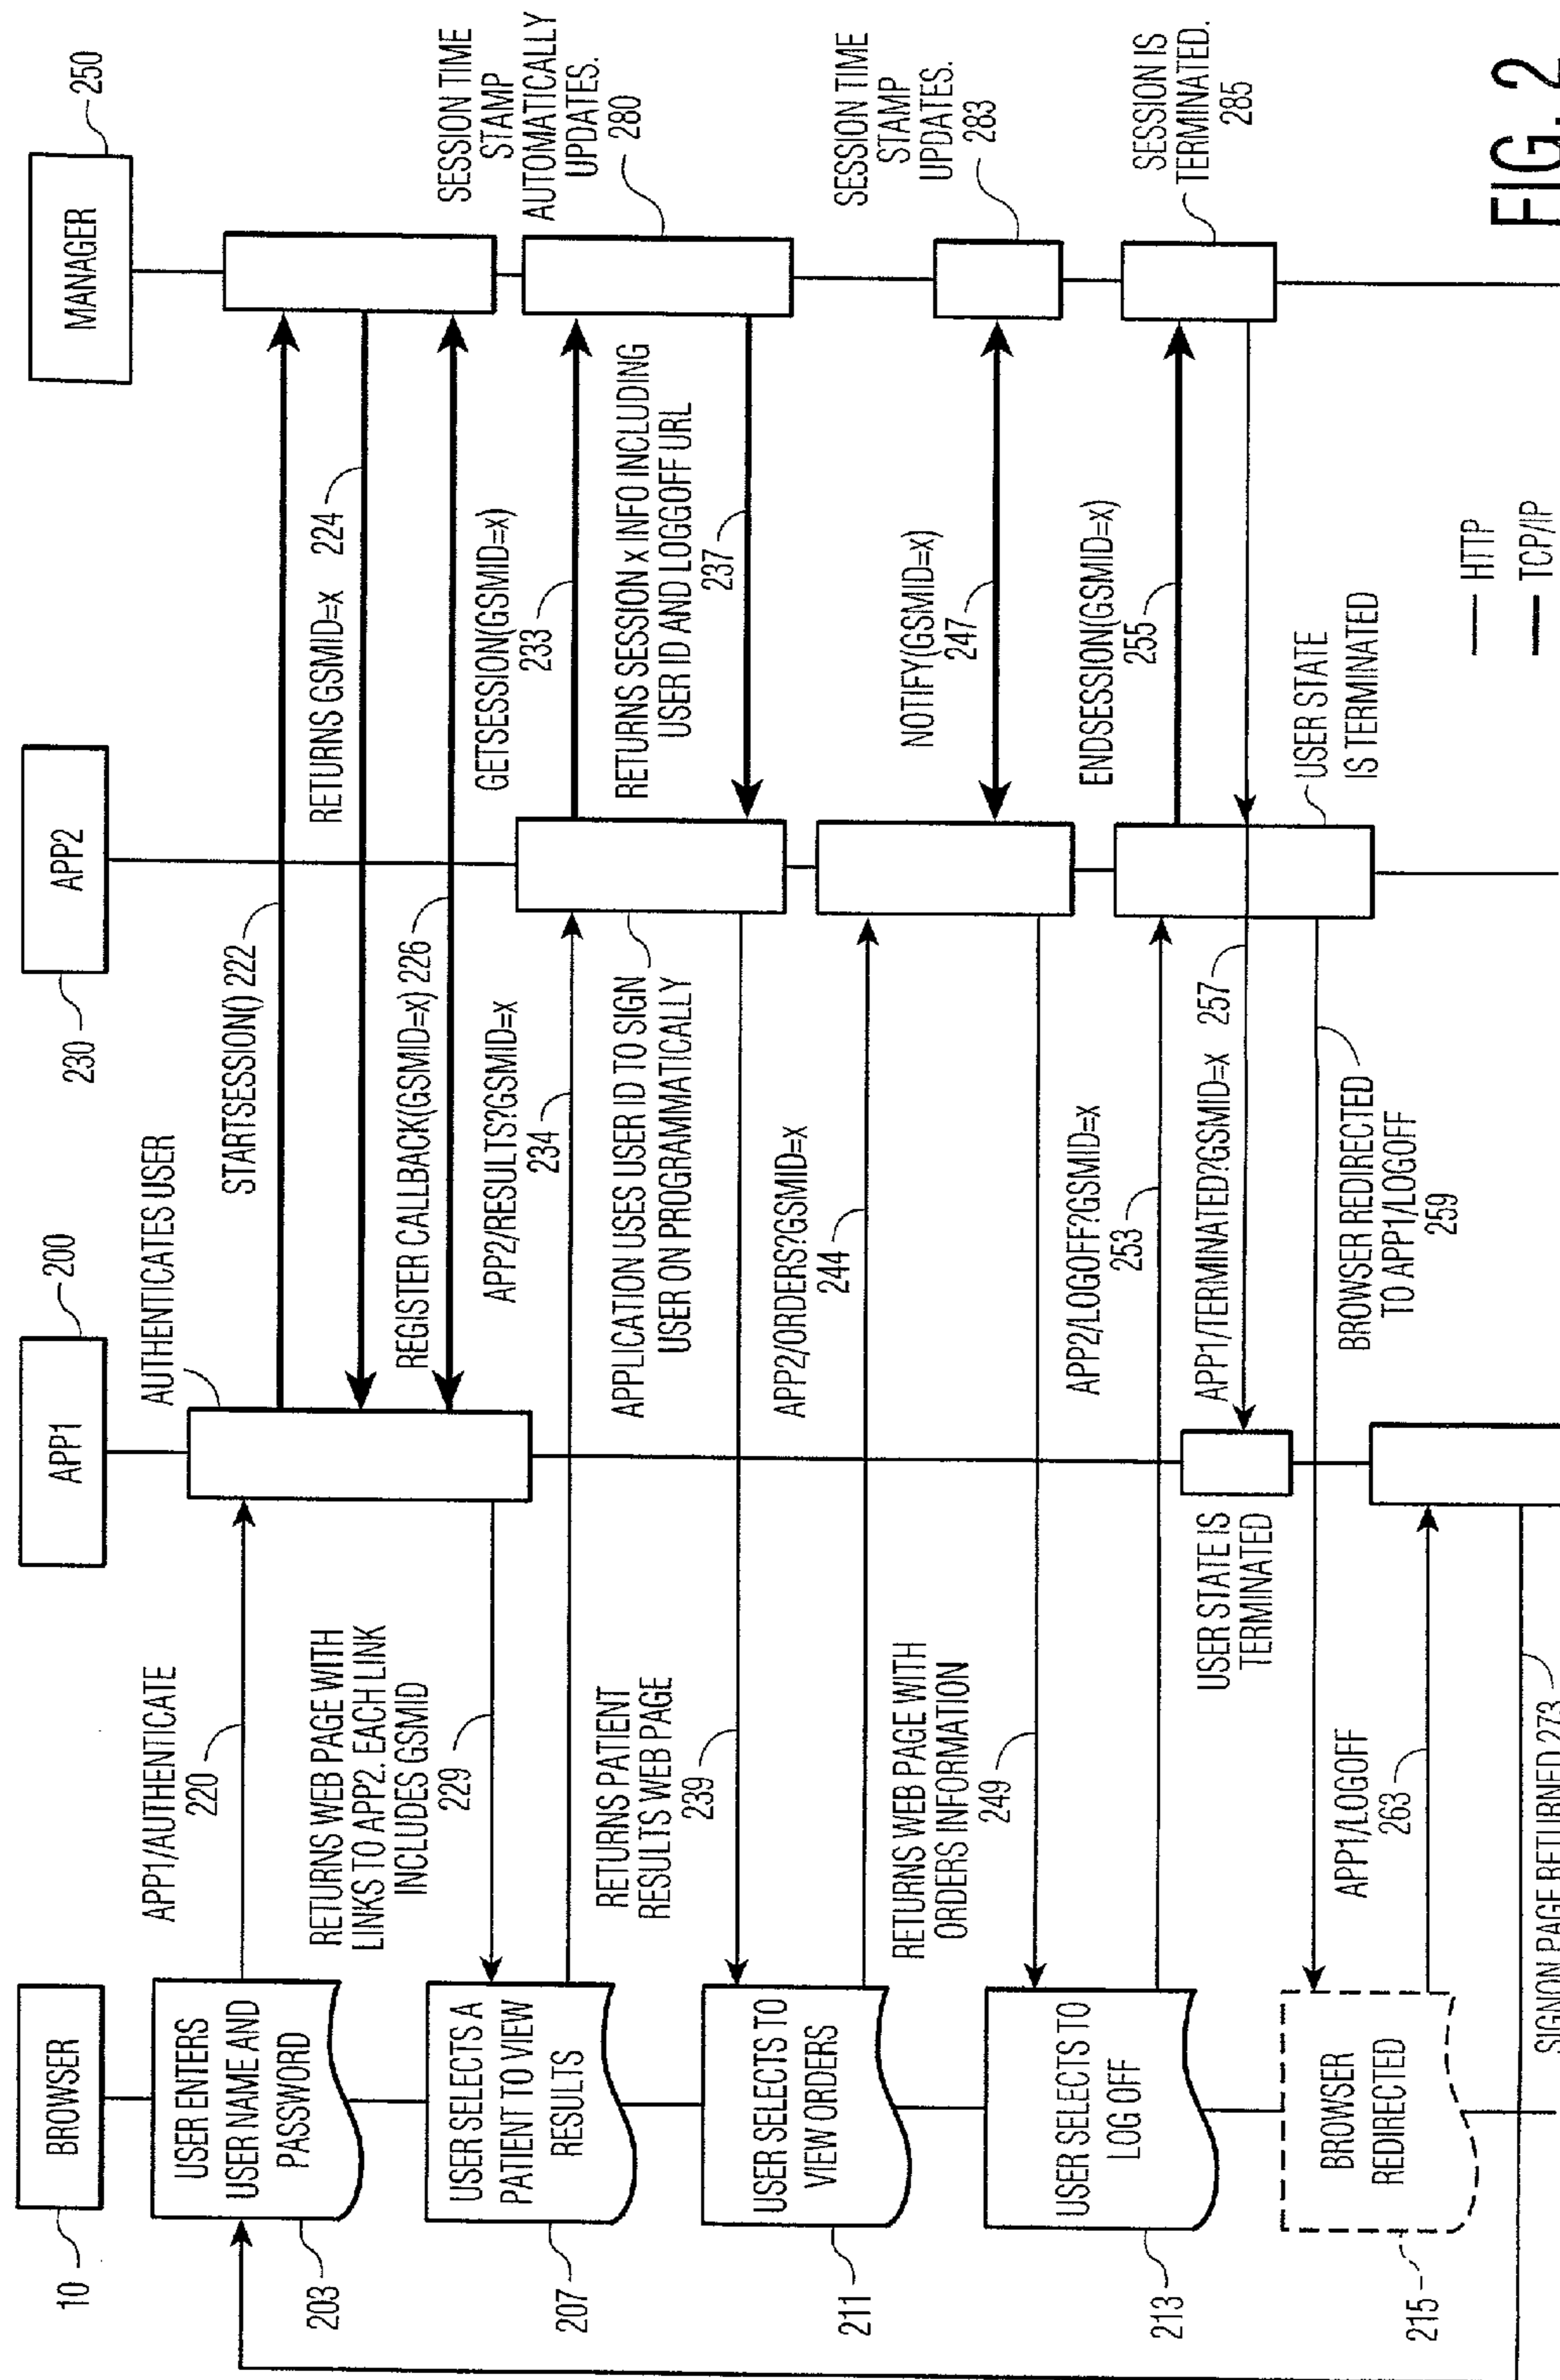 BROWSER
10
APP1
200
APP2
230
MANAGER
250
USER ENTERS
USER NAME AND
PASSWORD
203
APP1/AUTHENTICATE
220
AUTHENTICATES USER
STARTSESSION() 222
RETURNS GSMID=x 224
REGISTER CALLBACK(GSMID=x) 226
RETURNS WEB PAGE WITH
LINKS TO APP2. EACH LINK
INCLUDES GSMID
229
USER SELECTS A
PATIENT TO VIEW
RESULTS
207
APP2/RESULTS?GSMID=x
234
GETSESSION(GSMID=x)
233
SESSION TIME
STAMP
AUTOMATICALLY
UPDATES.
280
RETURNS SESSION x INFO INCLUDING
USER ID AND LOGGOFF URL
237
APPLICATION USES USER ID TO SIGN
USER ON PROGRAMMATICALLY
RETURNS PATIENT
RESULTS WEB PAGE
239
USER SELECTS TO
VIEW ORDERS
211
APP2/ORDERS?GSMID=x
244
NOTIFY(GSMID=x)
247
SESSION TIME
STAMP
UPDATES.
283
RETURNS WEB PAGE WITH
ORDERS INFORMATION
249
USER SELECTS TO
LOG OFF
213
APP2/LOGOFF?GSMID=x
253
ENDSESSION(GSMID=x)
255
SESSION IS
TERMINATED.
285
APP1/TERMINATED?GSMID=x 257
USER STATE IS
TERMINATED
USER STATE
IS TERMINATED
BROWSER REDIRECTED
TO APP1/LOGOFF
259
BROWSER
REDIRECTED
215
APP1/LOGOFF
263
SIGNON PAGE RETURNED 273
HTTP
TCP/IP
FIG. 2